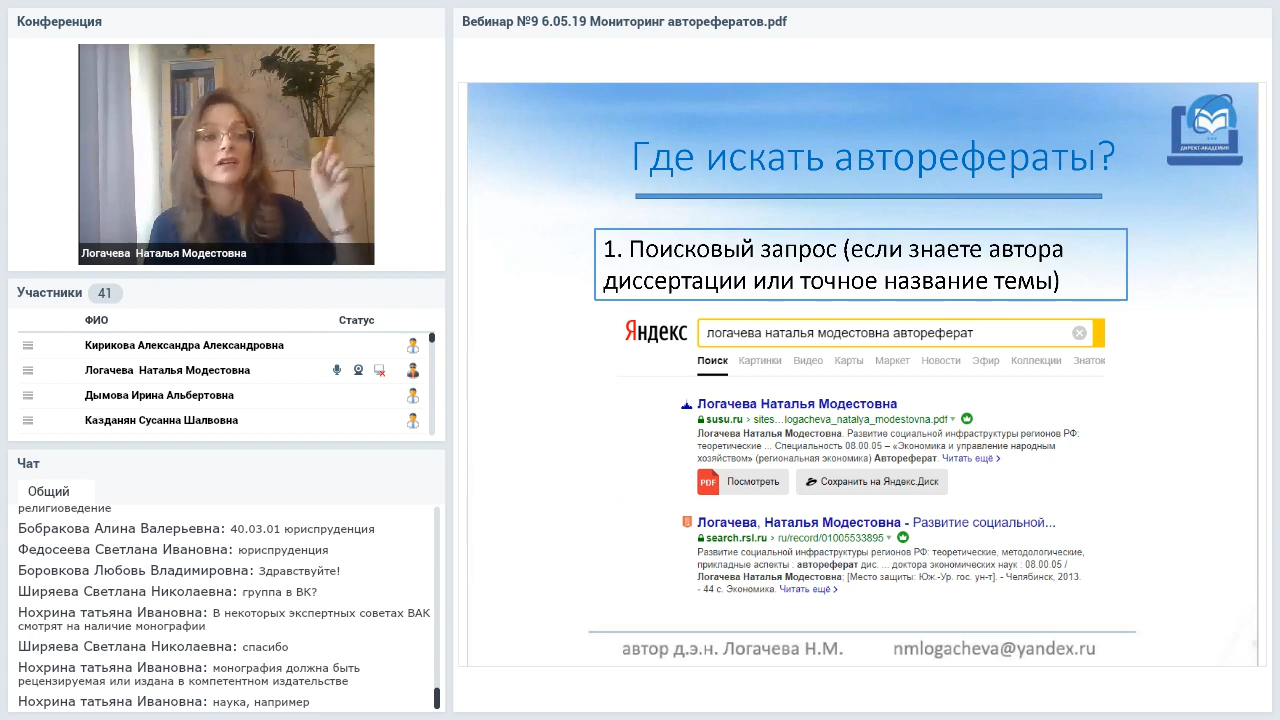 Конференция
Логачева  Наталья Модестовна
Участники 41
ФИО Статус
Кирикова Александра Александровна
Логачева  Наталья Модестовна
Дымова Ирина Альбертовна
Казданян Сусанна Шалвовна
Чат
Общий
религиоведение
Бобракова Алина Валерьевна: 40.03.01 юриспруденция
Федосеева Светлана Ивановна: юриспруденция
Боровкова Любовь Владимировна: Здравствуйте!
Ширяева Светлана Николаевна: группа в ВК?
Нохрина татьяна Ивановна: В некоторых экспертных советах ВАК
смотрят на наличие монографии
Ширяева Светлана Николаевна: спасибо
Нохрина татьяна Ивановна: монография должна быть
рецензируемая или издана в компетентном издательстве
Нохрина татьяна Ивановна: наука, например
Вебинар №9 6.05.19 Мониторинг авторефератов.pdf
ДИРЕКТ-АКАДЕМИЯ
Где искать авторефераты?
1. Поисковый запрос (если знаете автора
диссертации или точное название темы)
Яндекс логачева наталья модестовна автореферат
Поиск Картинки Видео Карты Маркет Новости Эфир Коллекции Знаток
Логачева Наталья Модестовна
susu.ru › sites...logacheva_natalya_modestovna.pdf
Логачева Наталья Модестовна. Развитие социальной инфраструктуры регионов РФ:
теоретические ... Специальность 08.00.05 – «Экономика и управление народным
хозяйством» (региональная экономика) Автореферат. Читать ещё ›
PDF Посмотреть Сохранить на Яндекс.Диск
Логачева, Наталья Модестовна - Развитие социальной...
search.rsl.ru › ru/record/01005533895
Развитие социальной инфраструктуры регионов РФ: теоретические, методологические,
прикладные аспекты : автореферат дис. ... доктора экономических наук : 08.00.05 /
Логачева Наталья Модестовна; [Место защиты: Юж.-Ур. гос. ун-т]. - Челябинск, 2013.
- 44 с. Экономика. Читать ещё ›
автор д.э.н. Логачева Н.М. nmlogacheva@yandex.ru